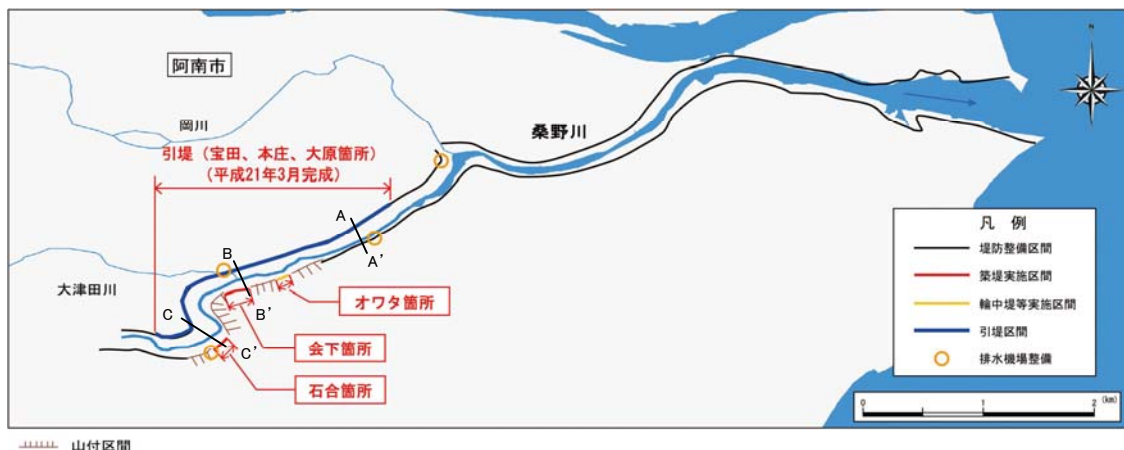 阿南市
岡川
桑野川
引堤（宝田、本庄、大原箇所）
（平成21年3月完成）
A
A'
B
B'
C
C'
大津田川
オワタ箇所
会下箇所
石合箇所
N
凡 例
堤防整備区間
築堤実施区間
輪中堤等実施区間
引堤区間
排水機場整備
0 1 2 (km)
山付区間